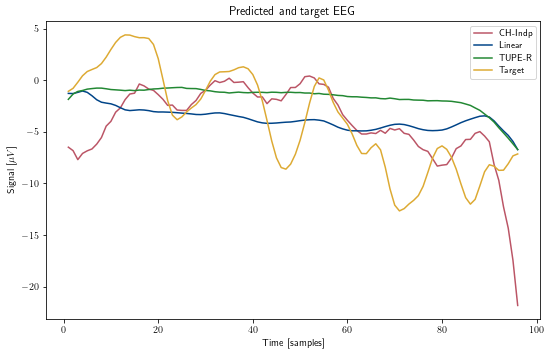 Predicted and target EEG
CH-Indp
Linear
TUPE-R
Target
Signal [μV]
5
0
−5
−10
−15
−20
0
20
40
60
80
100
Time [samples]